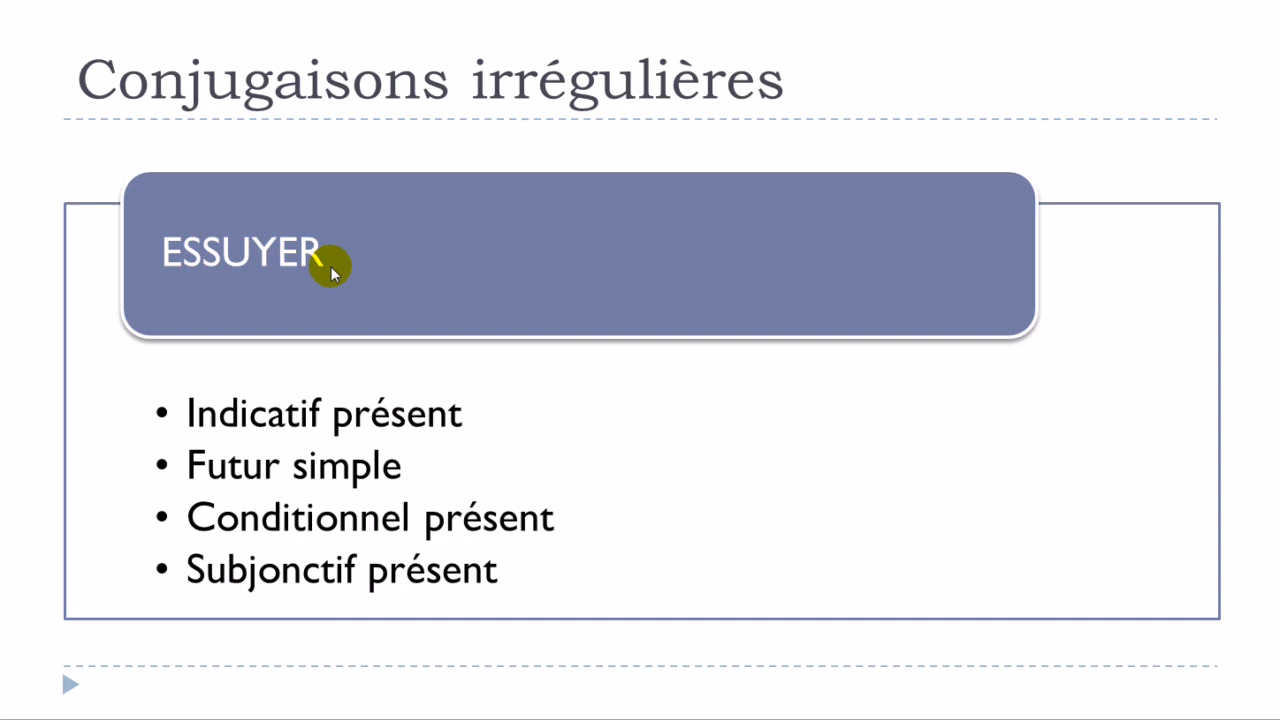 Conjugaisons irrégulières
ESSUYER
• Indicatif présent
• Futur simple
• Conditionnel présent
• Subjonctif présent